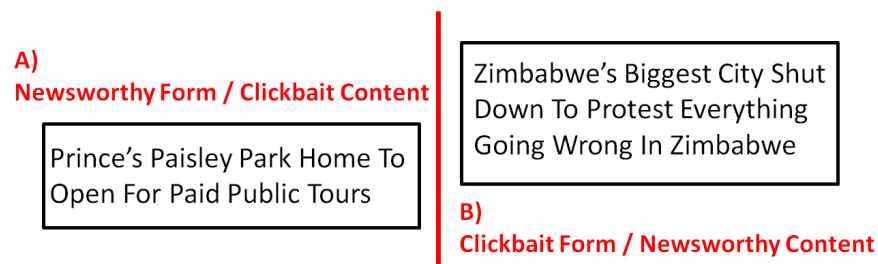 A)
Newsworthy Form / Clickbait Content
Prince's Paisley Park Home To
Open For Paid Public Tours
Zimbabwe's Biggest City Shut
Down To Protest Everything
Going Wrong In Zimbabwe
B)
Clickbait Form / Newsworthy Content